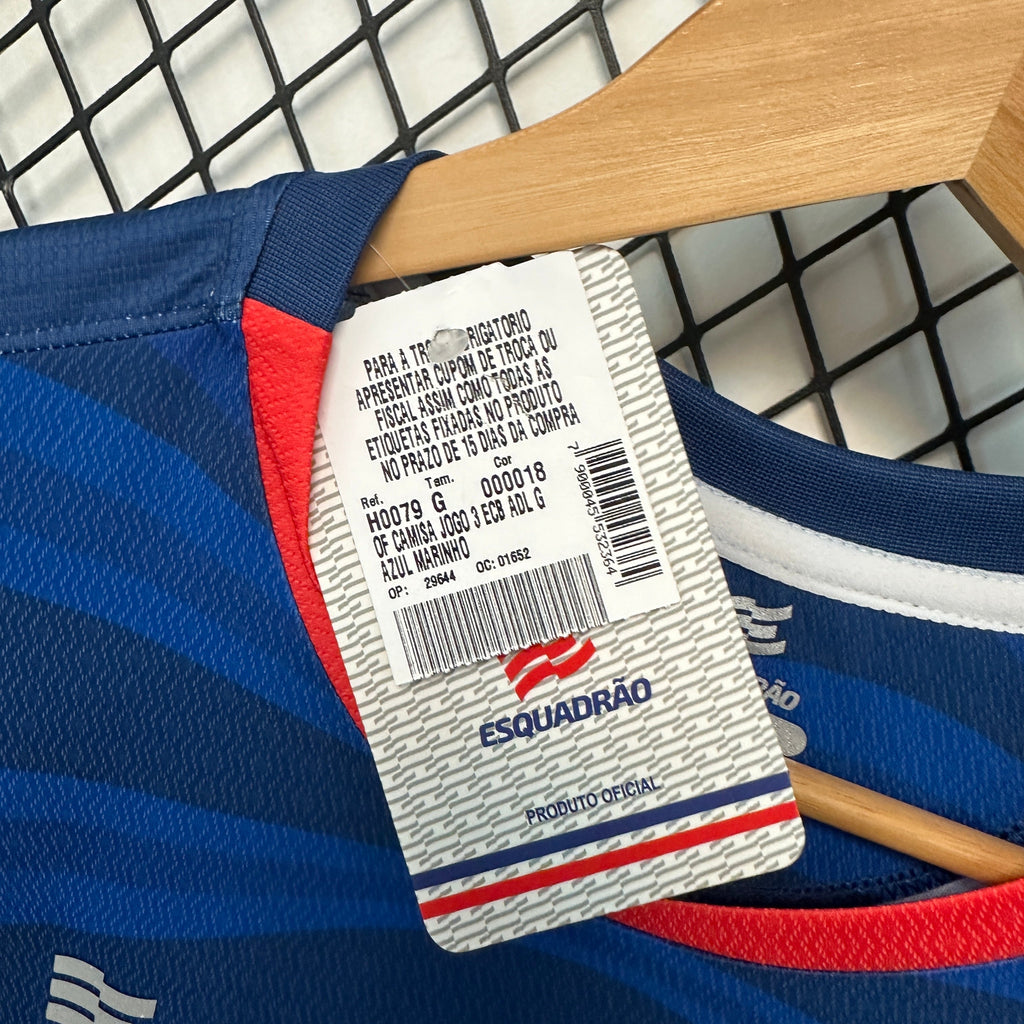 PARA A TR RIGATORIO
APRESENTAR CUPOM DE TROCA OU
FISCAL ASSIM COMO TODAS AS
ETIQUETAS FIXADAS NO PRODUTO
NO PRAZO DE 15 DIAS DA COMPRA
Ref. Tam. Cor
H0079 G 000018
OF CAMISA JOGO 3 ECB ADL G
AZUL MARINHO
OP: 29644 OC: 01652
7 900045 532364
ESQUADRÃO
PRODUTO OFICIAL
RÃO